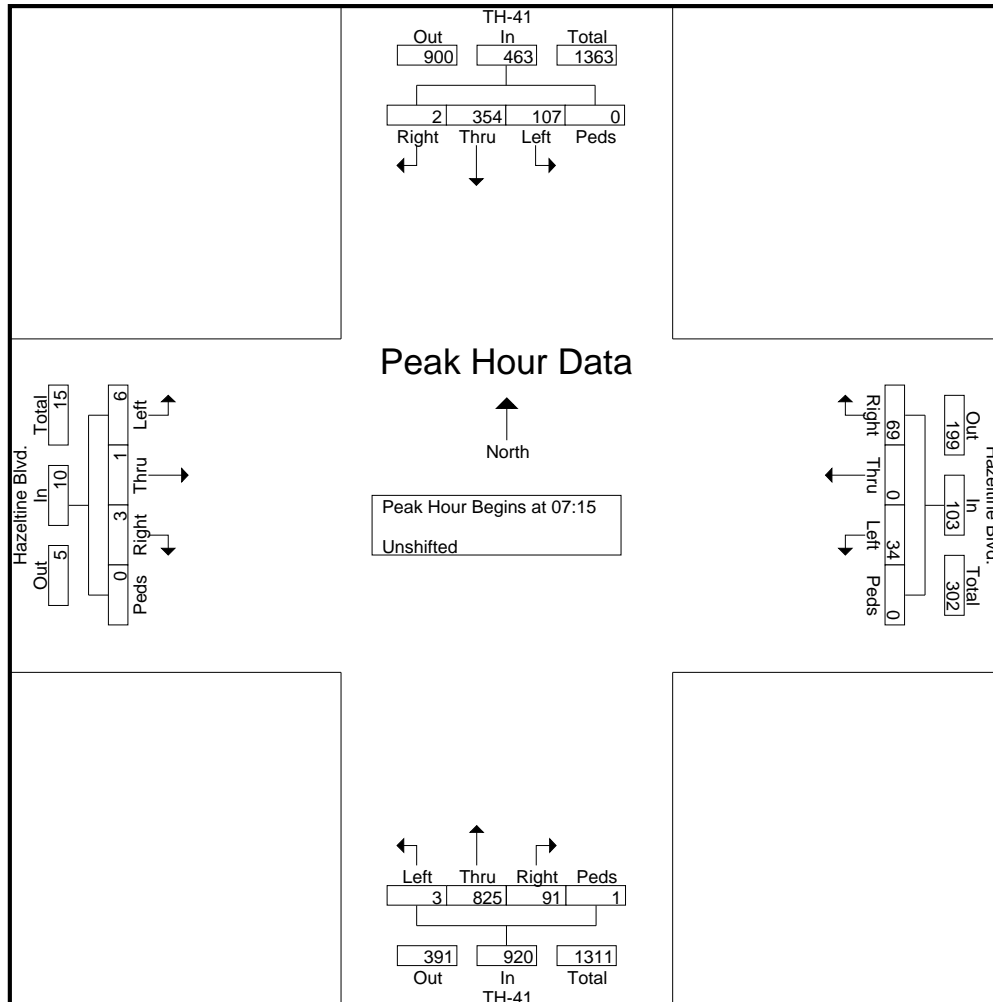 TH-41
Out In Total
900 463 1363
2 354 107 0
Right Thru Left Peds
Peak Hour Data
North
Peak Hour Begins at 07:15
Unshifted
Hazeltine Blvd.
Total In Out
15 10 5
6 1 3 0
Left Thru Right Peds
Right Thru Left Peds
69 0 34 0
Out In Total
199 103 302
Hazeltine Blvd.
Left Thru Right Peds
3 825 91 1
391 920 1311
Out In Total
TH-41